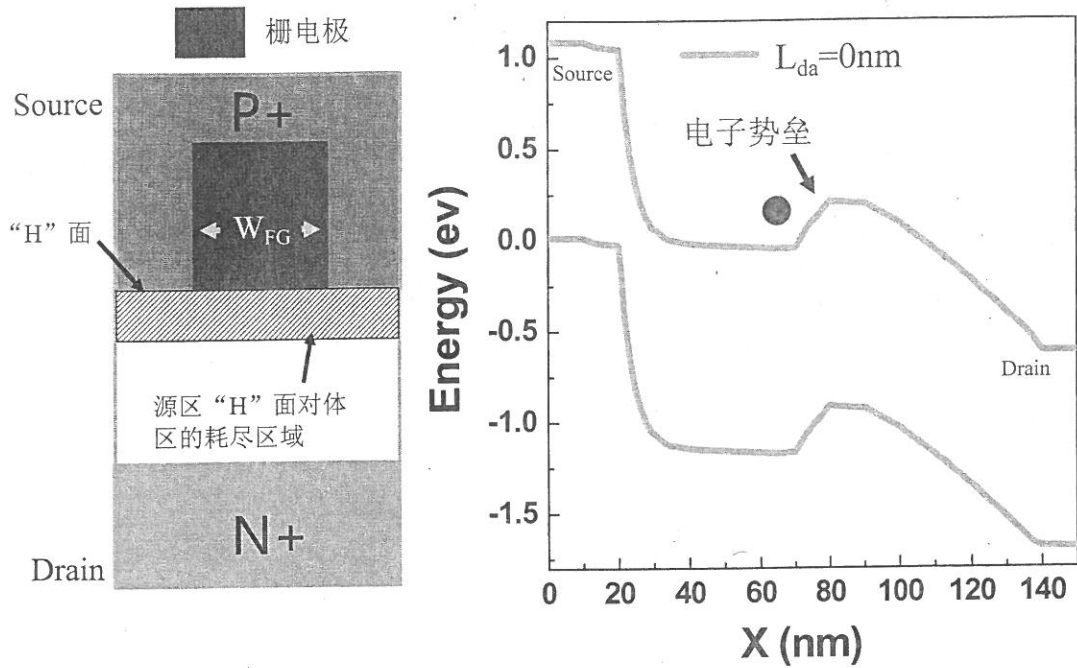 栅电极
Source
P+
W_FG
“H”面
源区“H”面对体
区的耗尽区域
N+
Drain
Energy (ev)
1.0
0.5
0.0
-0.5
-1.0
-1.5
Source
L_da=0nm
电子势垒
Drain
0 20 40 60 80 100 120 140
X (nm)